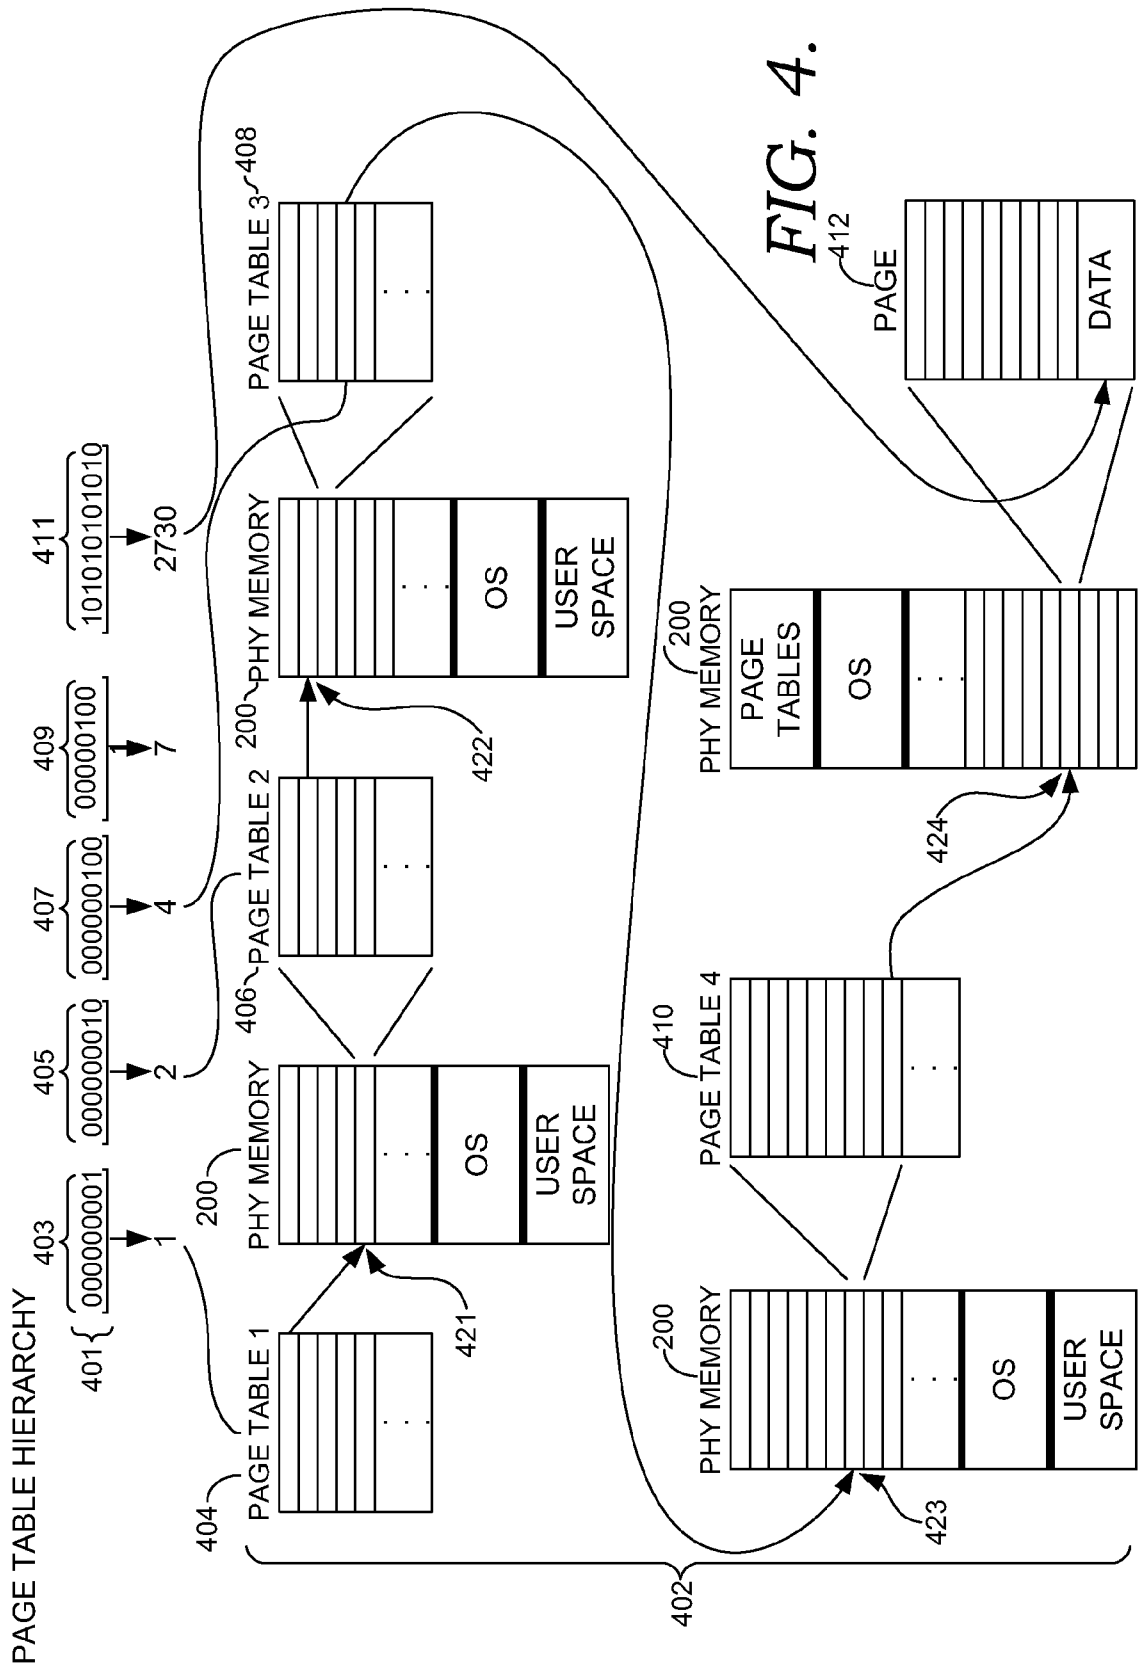 PAGE TABLE HIERARCHY
403 405 407 409 411
401 000000001 000000010 000000100 00000100 101010101010
1 2 4 7 2730
404 PAGE TABLE 1
. . .
421
200
PHY MEMORY
. . .
OS
USER
SPACE
406 PAGE TABLE 2
. . .
422
200 PHY MEMORY
. . .
OS
USER
SPACE
PAGE TABLE 3 408
. . .
402
200
PHY MEMORY
. . .
OS
USER
SPACE
423
410
PAGE TABLE 4
. . .
424
200
PHY MEMORY
PAGE
TABLES
OS
. . .
412
PAGE
DATA
FIG. 4.